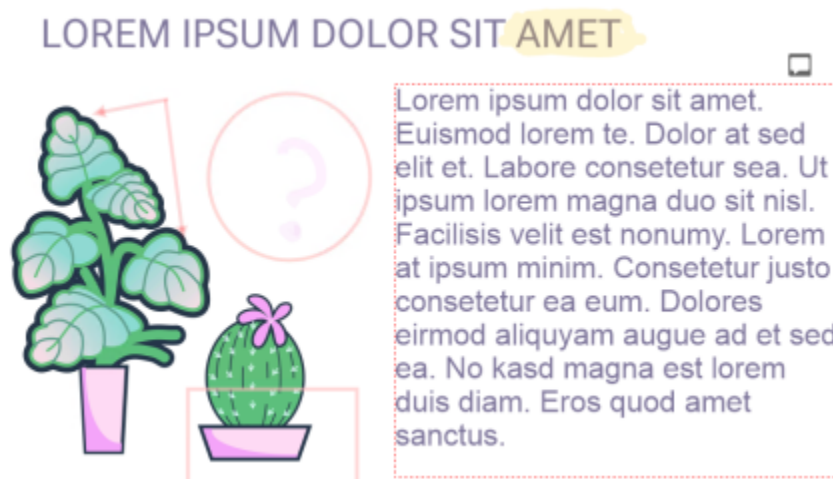 LOREM IPSUM DOLOR SIT AMET
?
Lorem ipsum dolor sit amet.
Euismod lorem te. Dolor at sed
elit et. Labore consetetur sea. Ut
ipsum lorem magna duo sit nisl.
Facilisis velit est nonumy. Lorem
at ipsum minim. Consetetur justo
consetetur ea eum. Dolores
eirmod aliquyam augue ad et sed
ea. No kasd magna est lorem
duis diam. Eros quod amet
sanctus.